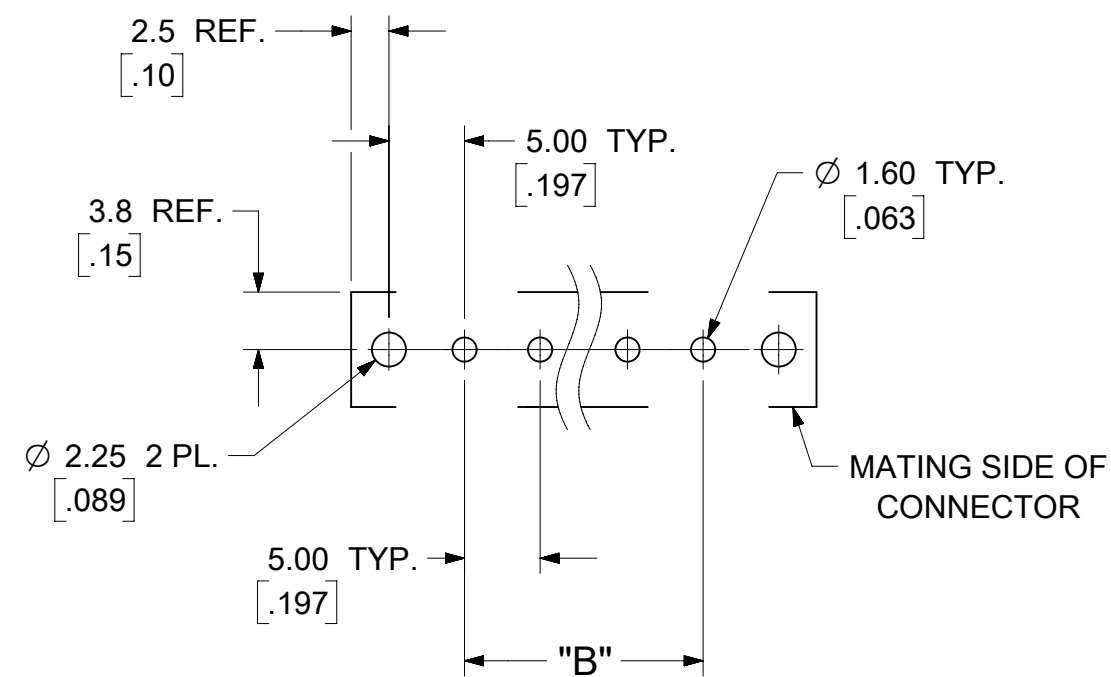 2.5 REF.
[.10]
5.00 TYP.
[.197]
Ø 1.60 TYP.
[.063]
3.8 REF.
[.15]
Ø 2.25 2 PL.
[.089]
MATING SIDE OF
CONNECTOR
5.00 TYP.
[.197]
"B"